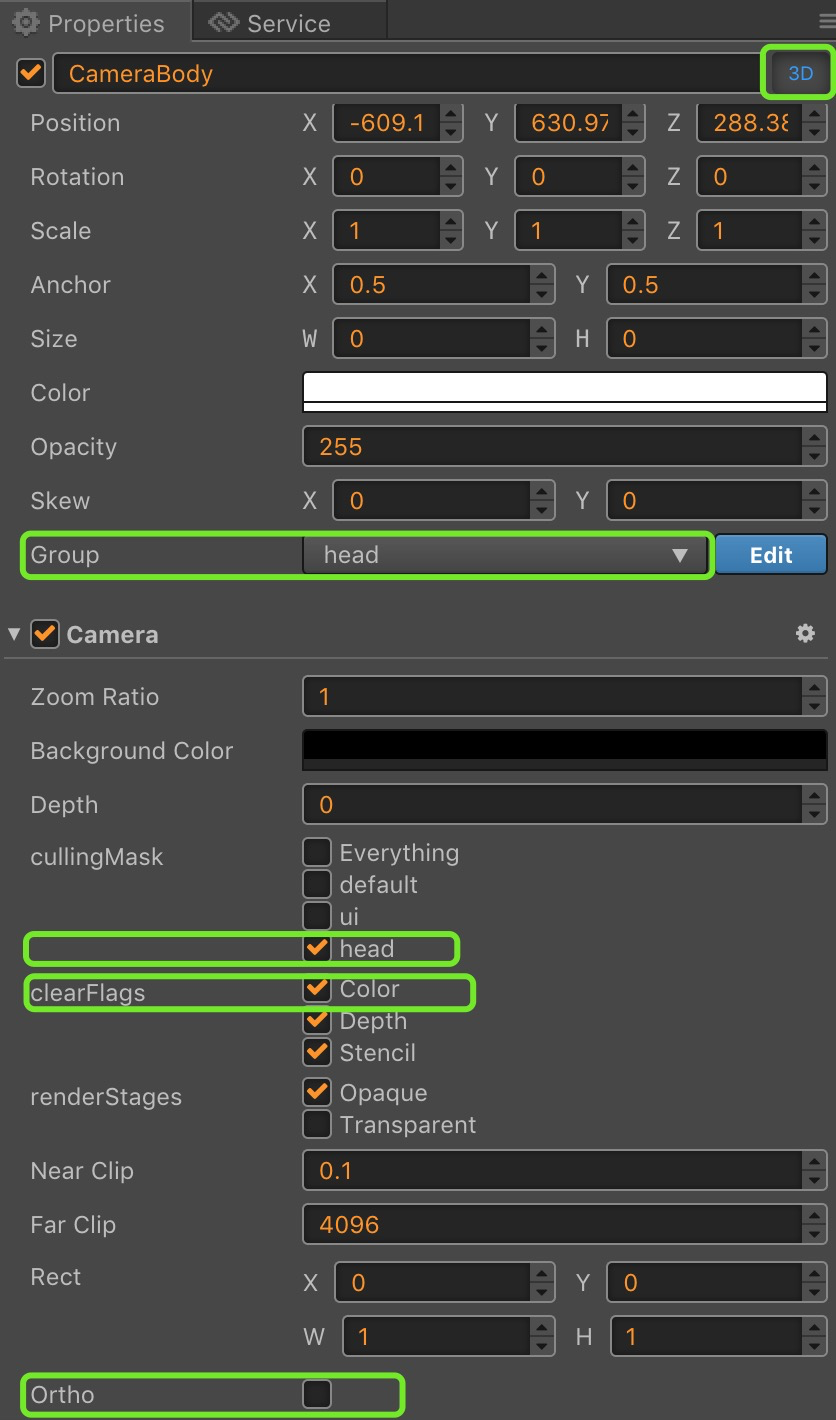 Properties Service
CameraBody 3D
Position X -609.1 Y 630.97 Z 288.38
Rotation X 0 Y 0 Z 0
Scale X 1 Y 1 Z 1
Anchor X 0.5 Y 0.5
Size W 0 H 0
Color
Opacity 255
Skew X 0 Y 0
Group head Edit
Camera
Zoom Ratio 1
Background Color
Depth 0
cullingMask Everything
default
ui
head
clearFlags Color
Depth
Stencil
renderStages Opaque
Transparent
Near Clip 0.1
Far Clip 4096
Rect X 0 Y 0
W 1 H 1
Ortho